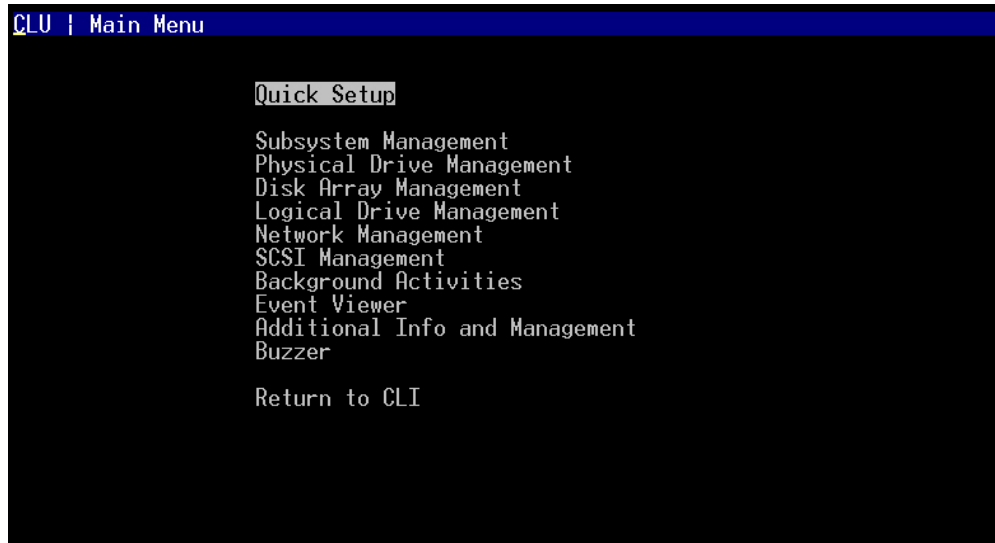 CLU | Main Menu
Quick Setup
Subsystem Management
Physical Drive Management
Disk Array Management
Logical Drive Management
Network Management
SCSI Management
Background Activities
Event Viewer
Additional Info and Management
Buzzer
Return to CLI